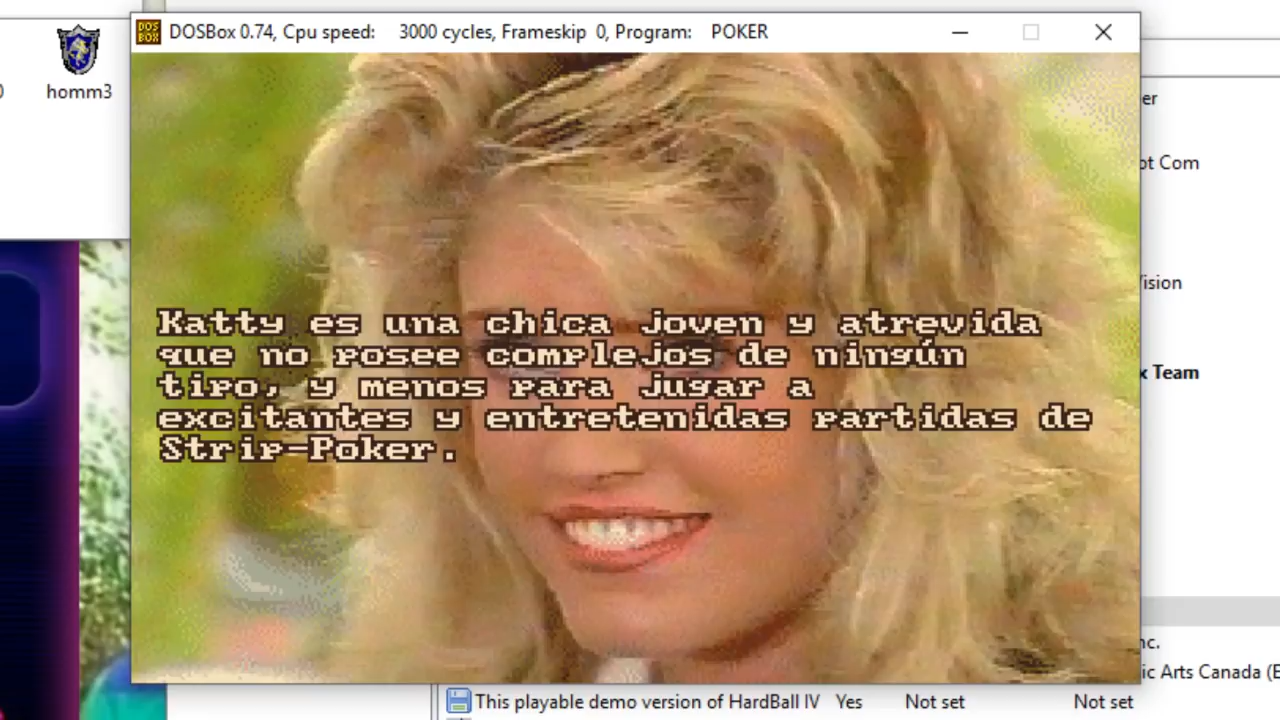 DOSBox 0.74, Cpu speed: 3000 cycles, Frameskip 0, Program: POKER
homm3
Katty es una chica joven y atrevida
que no posee complejos de ningún
tipo, y menos para jugar a
excitantes y entretenidas partidas de
Strip-Poker.
er
ot Com
ision
x Team
nc.
ic Arts Canada (E
This playable demo version of HardBall IV Yes Not set Not set